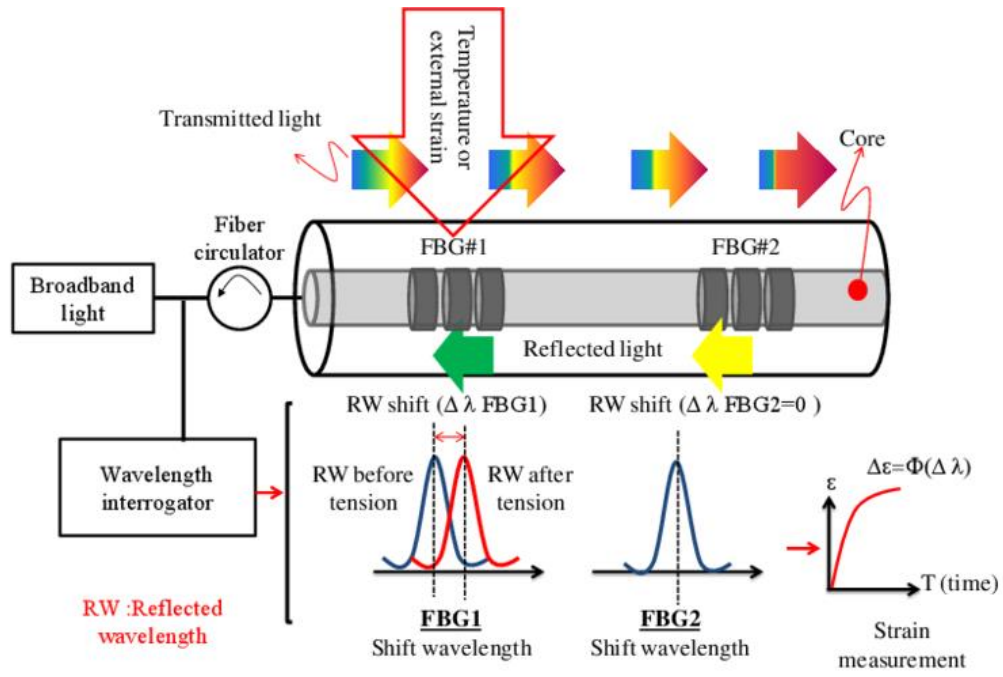 Temperature or
external strain
Transmitted light
Core
Fiber
circulator
FBG#1
FBG#2
Broadband
light
Reflected light
RW shift (Δ λ FBG1)
RW shift (Δ λ FBG2=0 )
Wavelength
interrogator
RW before
tension
RW after
tension
Δε=Φ(Δ λ)
ε
T (time)
RW :Reflected
wavelength
FBG1
Shift wavelength
FBG2
Shift wavelength
Strain
measurement